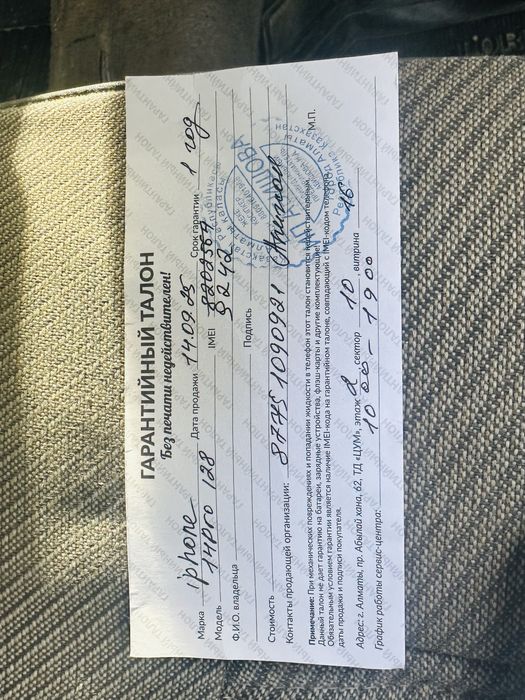 ГАРАНТИЙНЫЙ ТАЛОН
Без печати недействителен!
Марка iphone Дата продажи 14.09.25 Срок гарантии 1 год
Модель 14Pro 128 IMEI
9242
Ф.И.О. владельца
Подпись
Стоимость
Контакты продающей организации: 87751090921
Примечание: При механических повреждениях и попадании жидкости в телефон этот талон становится недействительным. М.П.
Данный талон не дает гарантию на батареи, зарядные устройства, флэш-карты и другие комплектующие.
Обязательным условием гарантии является наличие IMEI-кода на гарантийном талоне, совпадающий с IMEI-кодом телефона,
даты продажи и подписи покупателя.
Адрес: г. Алматы, пр. Абылой хана, 62, ТД «ЦУМ», этаж 2 сектор 10, витрина 16
График работы сервис-центра: 10 00 - 19 00